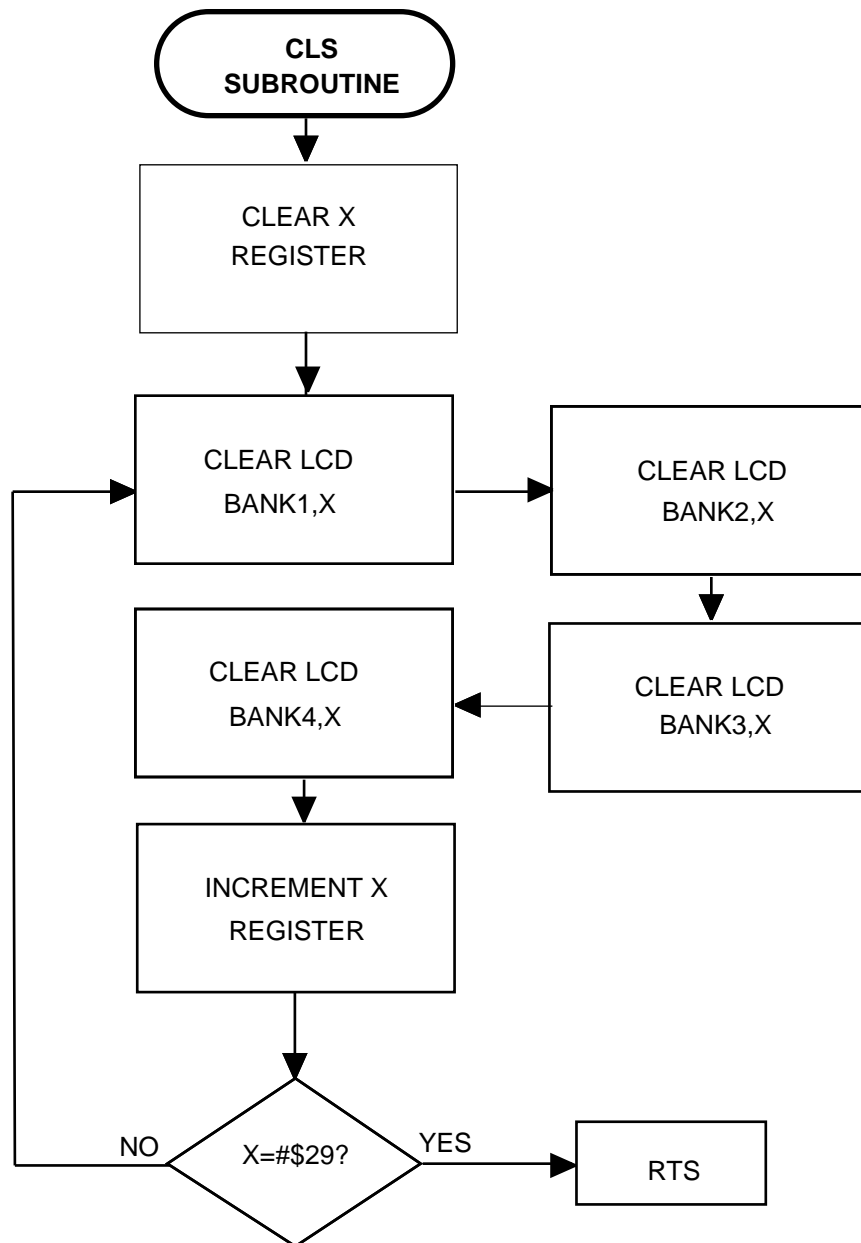 CLS
SUBROUTINE
CLEAR X
REGISTER
CLEAR LCD
BANK1,X
CLEAR LCD
BANK2,X
CLEAR LCD
BANK3,X
CLEAR LCD
BANK4,X
INCREMENT X
REGISTER
X=#$29?
NO
YES
RTS